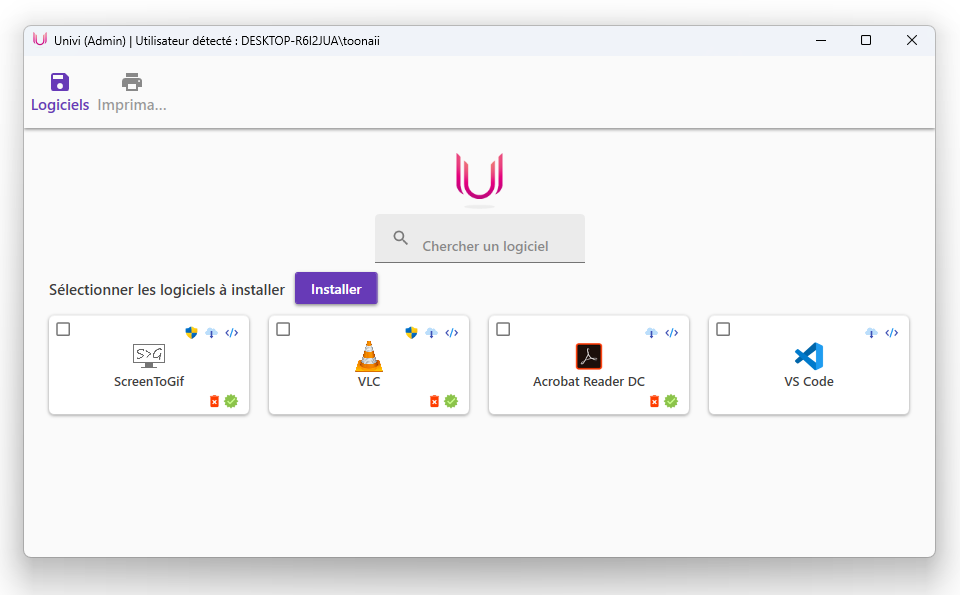 Univi (Admin) | Utilisateur détecté : DESKTOP-R6I2JUA\toonaii
Logiciels
Imprima...
Chercher un logiciel
Sélectionner les logiciels à installer
Installer
S>G
ScreenToGif
VLC
Acrobat Reader DC
VS Code